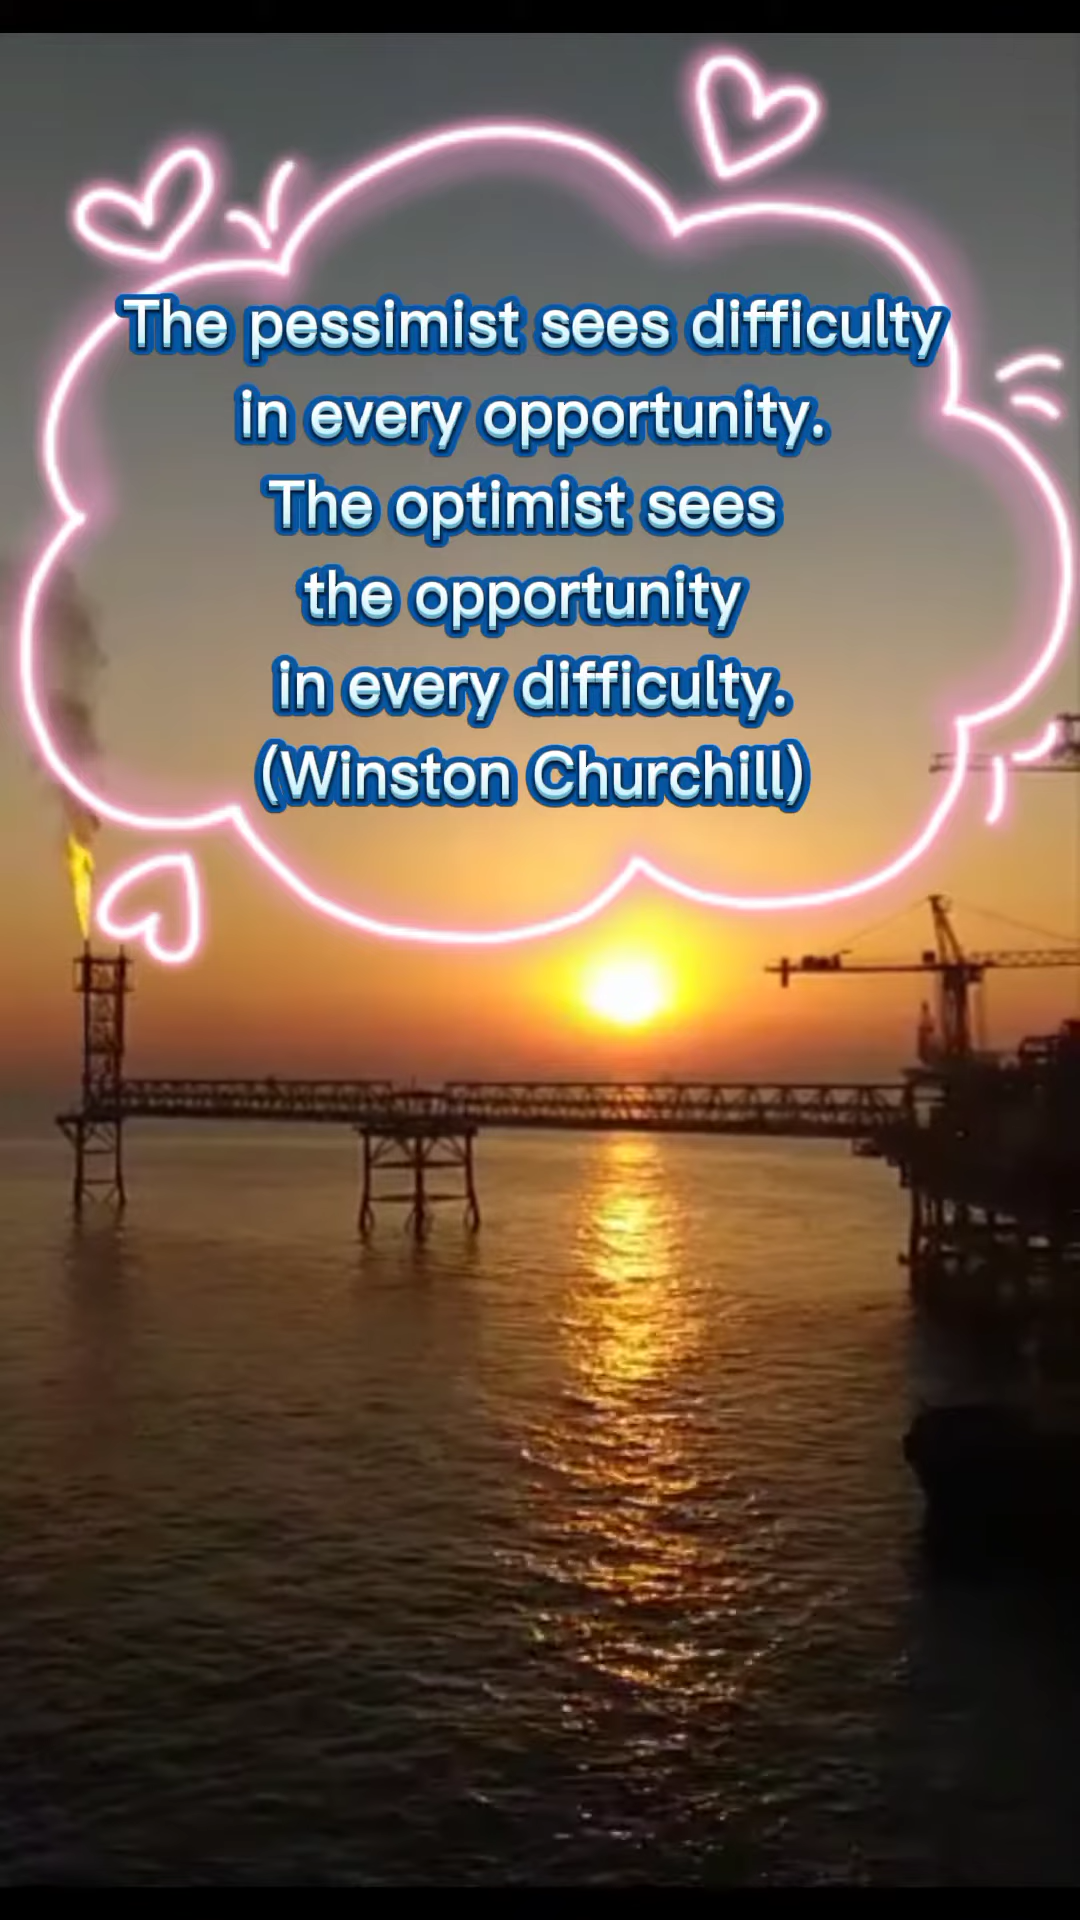 The pessimist sees difficulty
in every opportunity.
The optimist sees
the opportunity
in every difficulty.
(Winston Churchill)